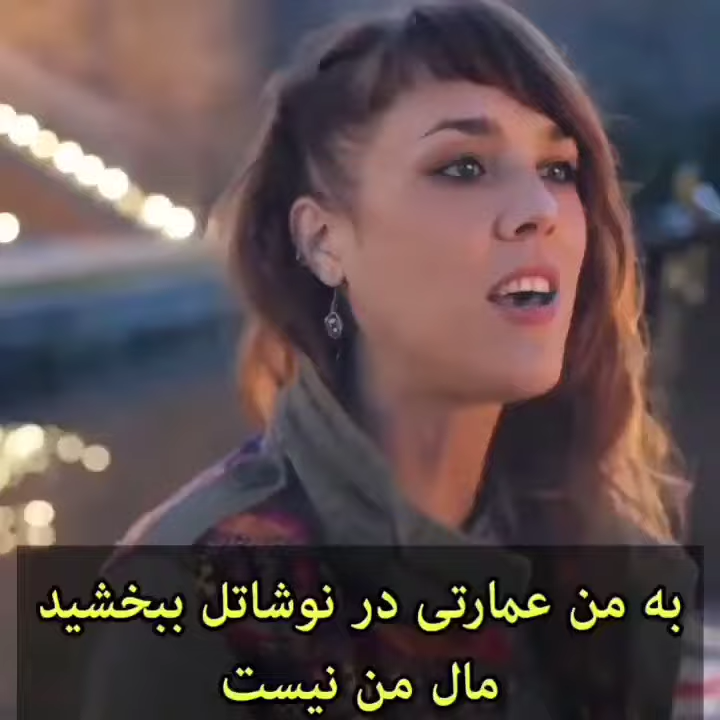 به من عمارتی در نوشاتل ببخشید
مال من نیست